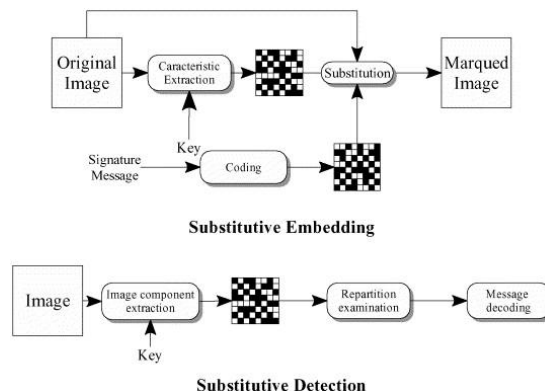 Original
Image
Caracteristic
Extraction
Substitution
Marqued
Image
Key
Signature
Message
Coding
Substitutive Embedding
Image
Image component
extraction
Repartition
examination
Message
decoding
Key
Substitutive Detection